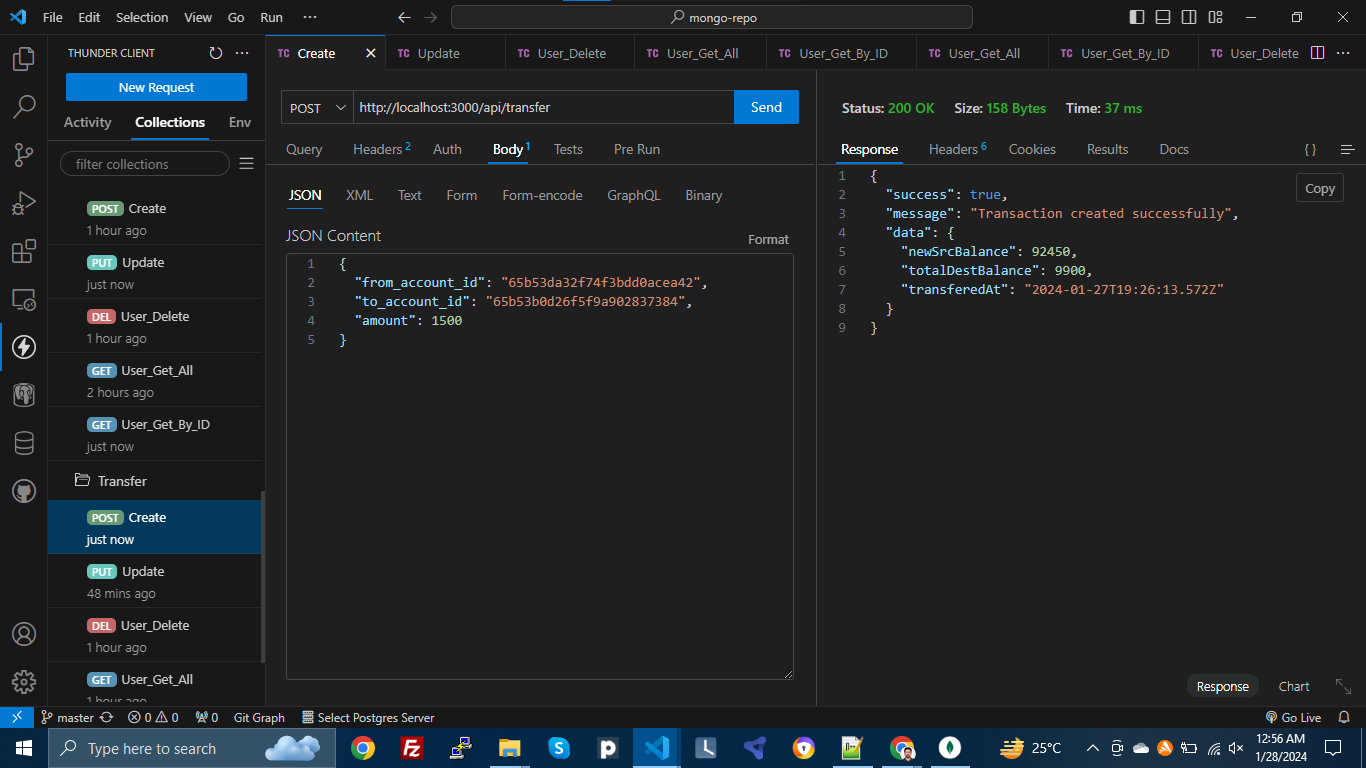 File Edit Selection View Go Run ··· mongo-repo
THUNDER CLIENT
New Request
Activity Collections Env
filter collections
POST Create
1 hour ago
PUT Update
just now
DEL User_Delete
1 hour ago
GET User_Get_All
2 hours ago
GET User_Get_By_ID
just now
Transfer
POST Create
just now
PUT Update
48 mins ago
DEL User_Delete
1 hour ago
GET User_Get_All
1 hour ago
TC Create TC Update TC User_Delete TC User_Get_All TC User_Get_By_ID TC User_Get_All TC User_Get_By_ID TC User_Delete
POST http://localhost:3000/api/transfer Send
Query Headers 2 Auth Body 1 Tests Pre Run
JSON XML Text Form Form-encode GraphQL Binary
JSON Content Format
1 {
2 "from_account_id": "65b53da32f74f3bdd0acea42",
3 "to_account_id": "65b53b0d26f5f9a902837384",
4 "amount": 1500
5 }
Status: 200 OK Size: 158 Bytes Time: 37 ms
Response Headers 6 Cookies Results Docs { }
Copy
1 {
2 "success": true,
3 "message": "Transaction created successfully",
4 "data": {
5 "newSrcBalance": 92450,
6 "totalDestBalance": 9900,
7 "transferedAt": "2024-01-27T19:26:13.572Z"
8 }
9 }
Response Chart
master 0 0 0 Git Graph Select Postgres Server Go Live
Type here to search 25°C 12:56 AM
1/28/2024